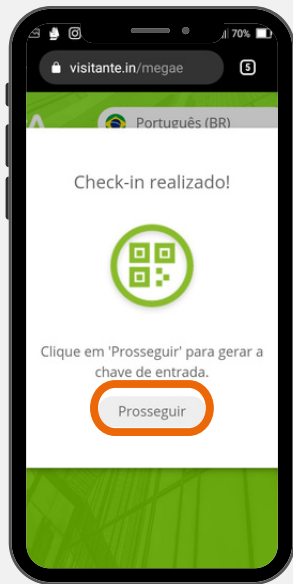 70%
visitante.in/megae
5
A
Português (BR)
Check-in realizado!
Clique em 'Prosseguir' para gerar a
chave de entrada.
Prosseguir